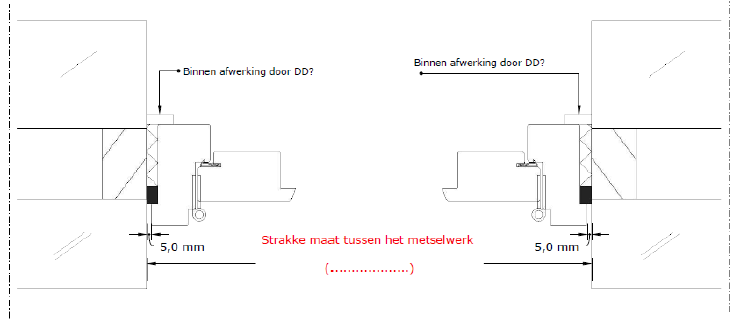 Binnen afwerking door DD?
Binnen afwerking door DD?
5,0 mm
Strakke maat tussen het metselwerk
5,0 mm
(...................)